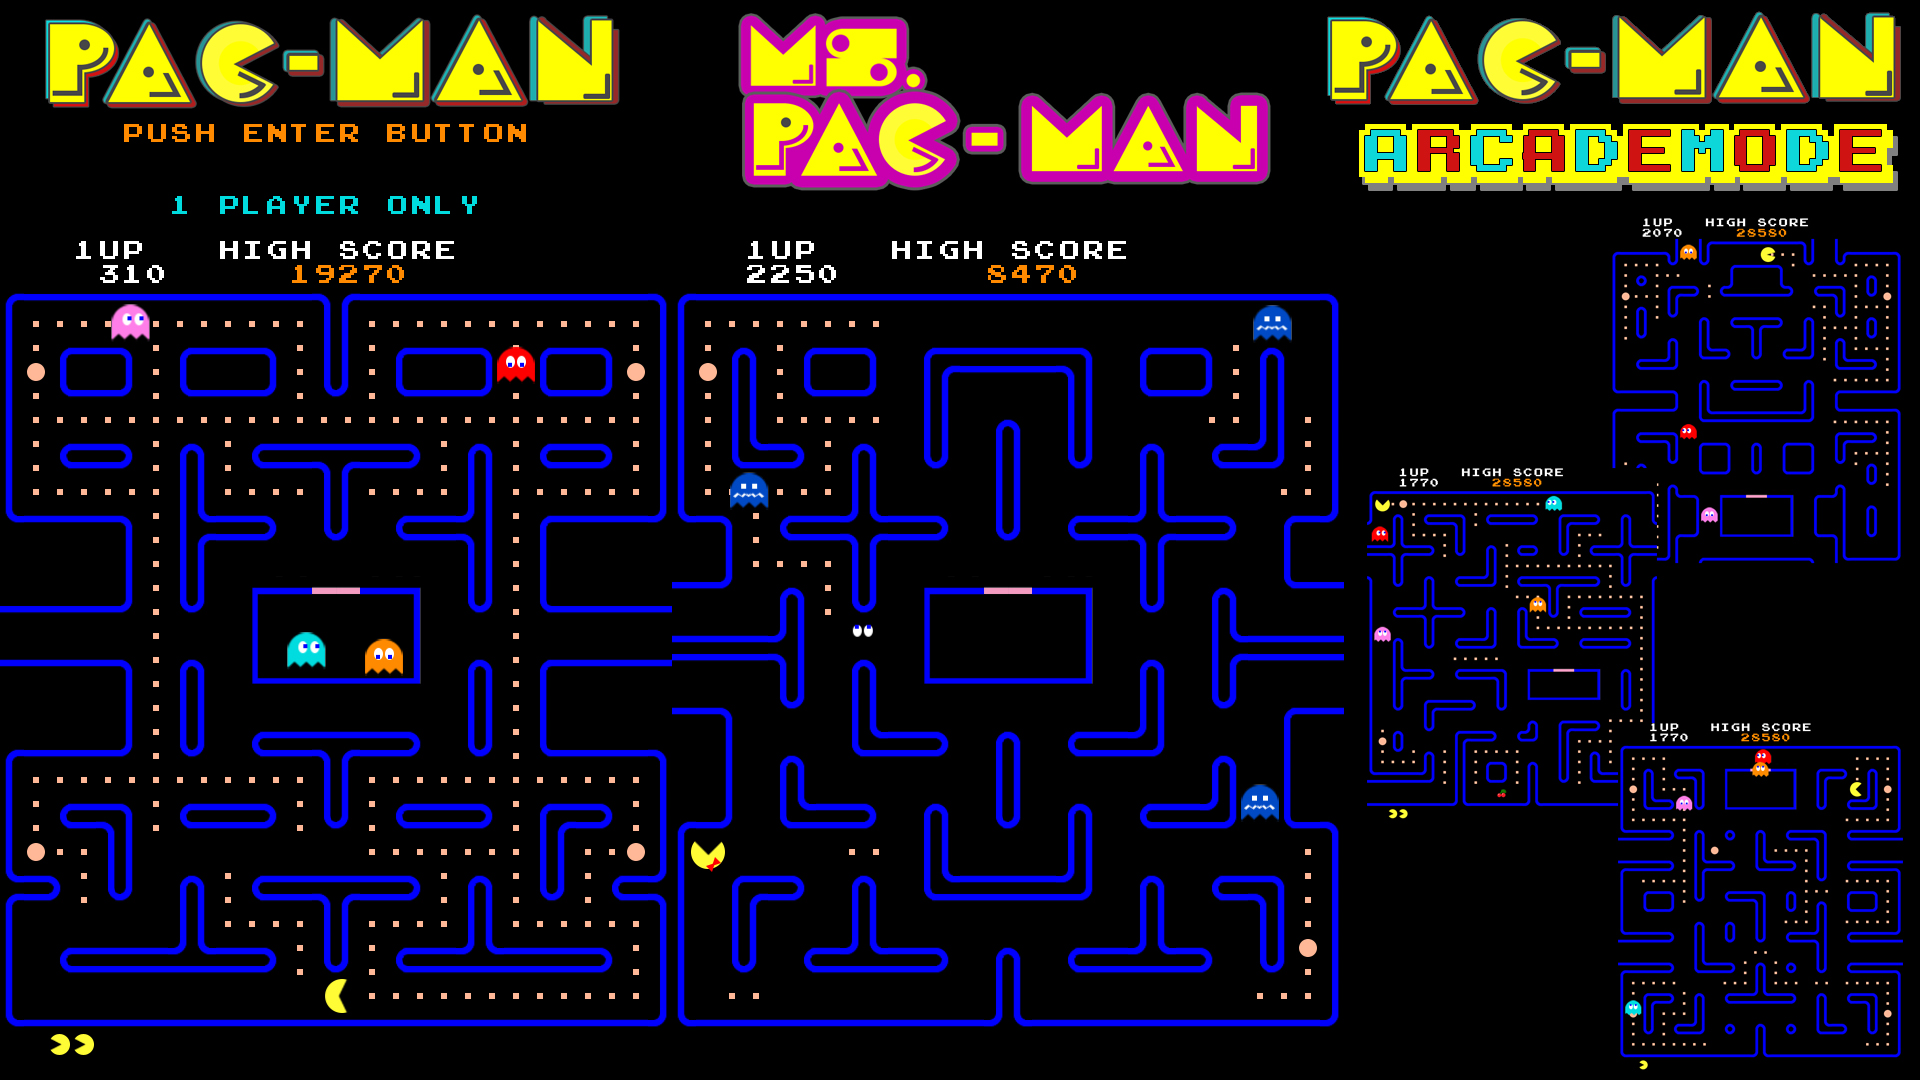 PAC-MAN
PUSH ENTER BUTTON
1 PLAYER ONLY
1UP HIGH SCORE
310 19270
MS.
PAC-MAN
1UP HIGH SCORE
2250 8470
PAC-MAN
ARCADEMODE
1UP HIGH SCORE
2070 28580
1UP HIGH SCORE
1770 28580
1UP HIGH SCORE
1770 28580